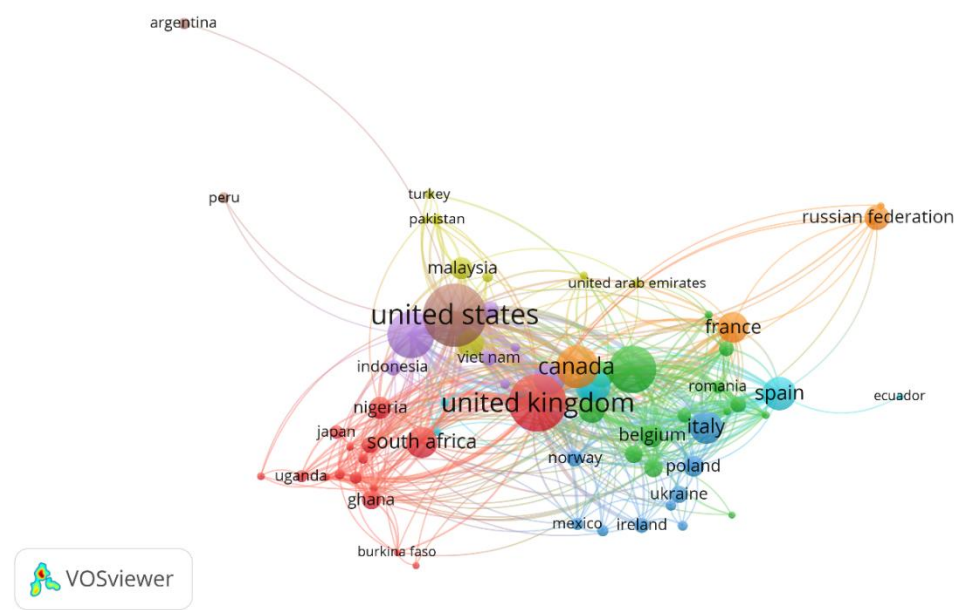 argentina
peru
turkey
pakistan
russian federation
malaysia
united arab emirates
united states
france
viet nam
indonesia
canada
romania
spain
ecuador
nigeria
united kingdom
japan
south africa
belgium
italy
norway
poland
uganda
ghana
ukraine
mexico
ireland
burkina faso
VOSviewer